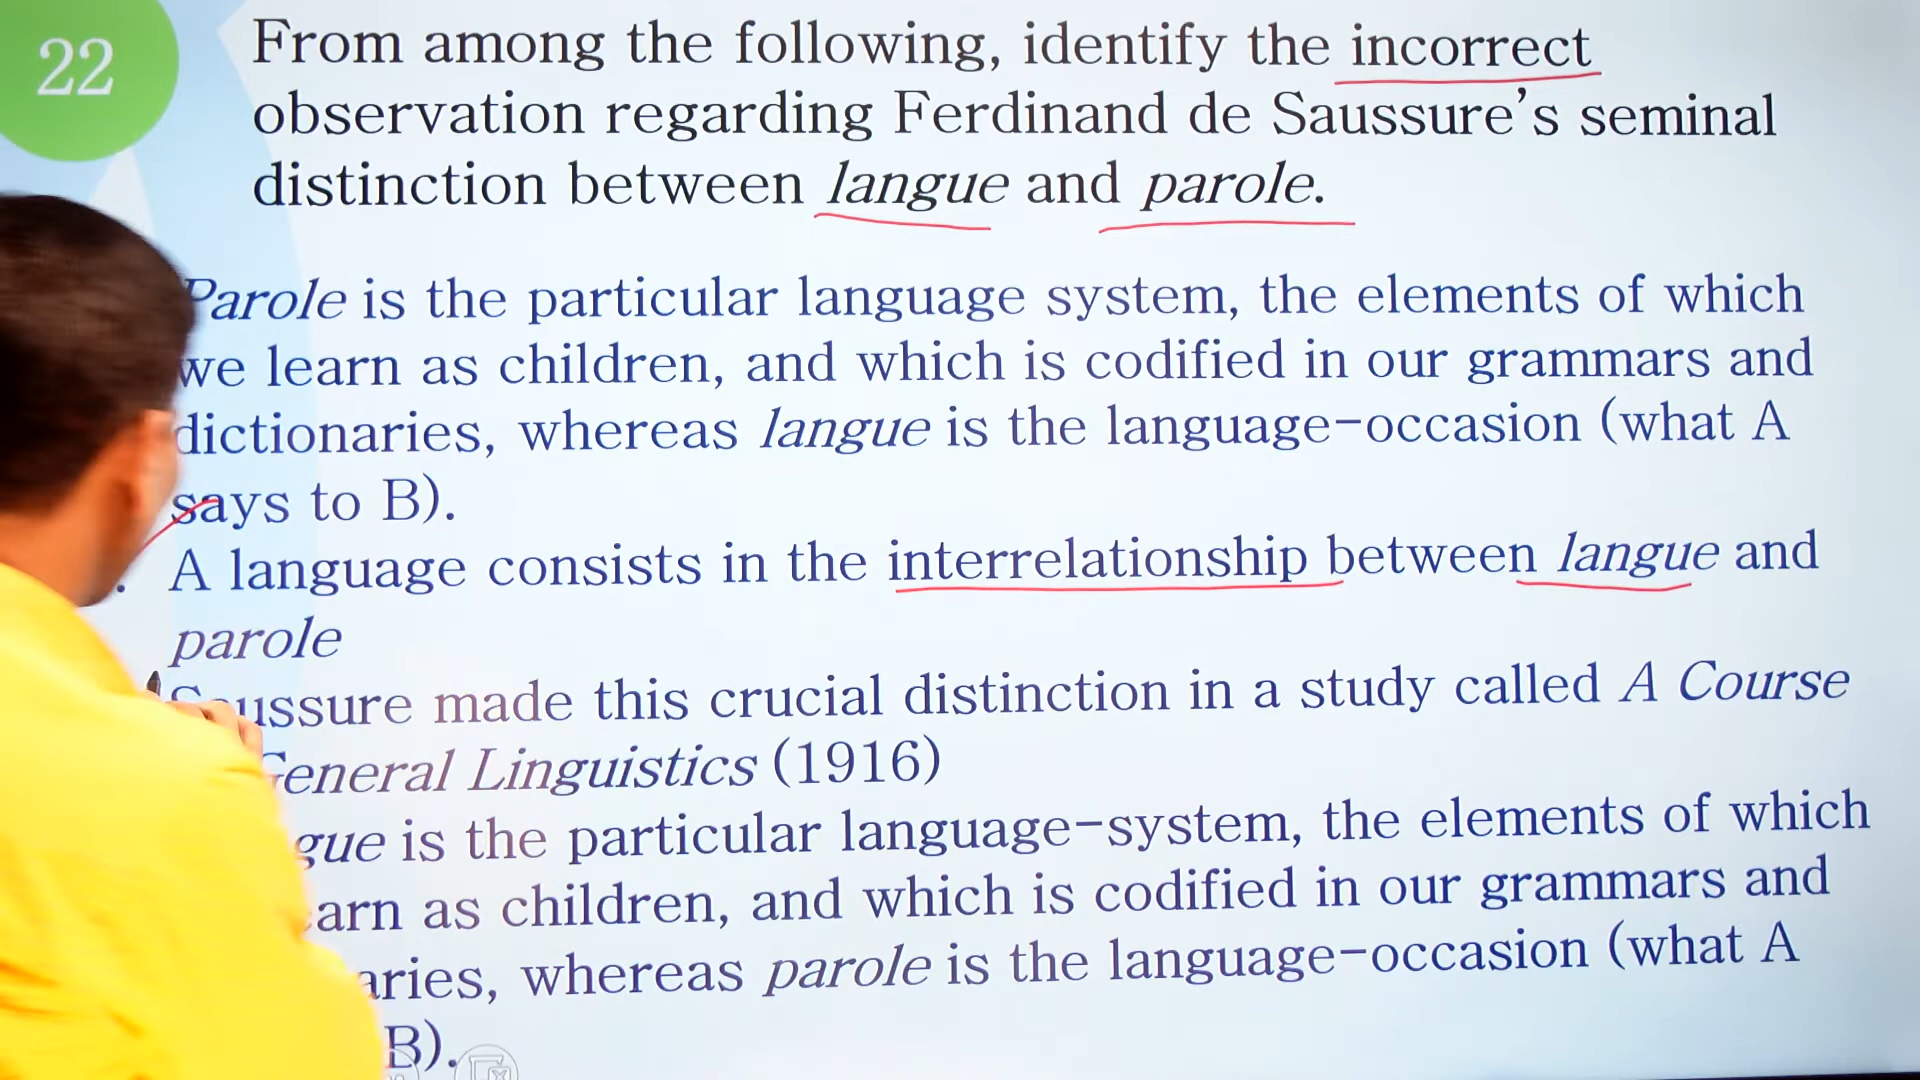 22
From among the following, identify the incorrect
observation regarding Ferdinand de Saussure's seminal
distinction between langue and parole.
Parole is the particular language system, the elements of which
we learn as children, and which is codified in our grammars and
dictionaries, whereas langue is the language-occasion (what A
says to B).
. A language consists in the interrelationship between langue and
parole
Saussure made this crucial distinction in a study called A Course
General Linguistics (1916)
gue is the particular language-system, the elements of which
arn as children, and which is codified in our grammars and
aries, whereas parole is the language-occasion (what A
B).